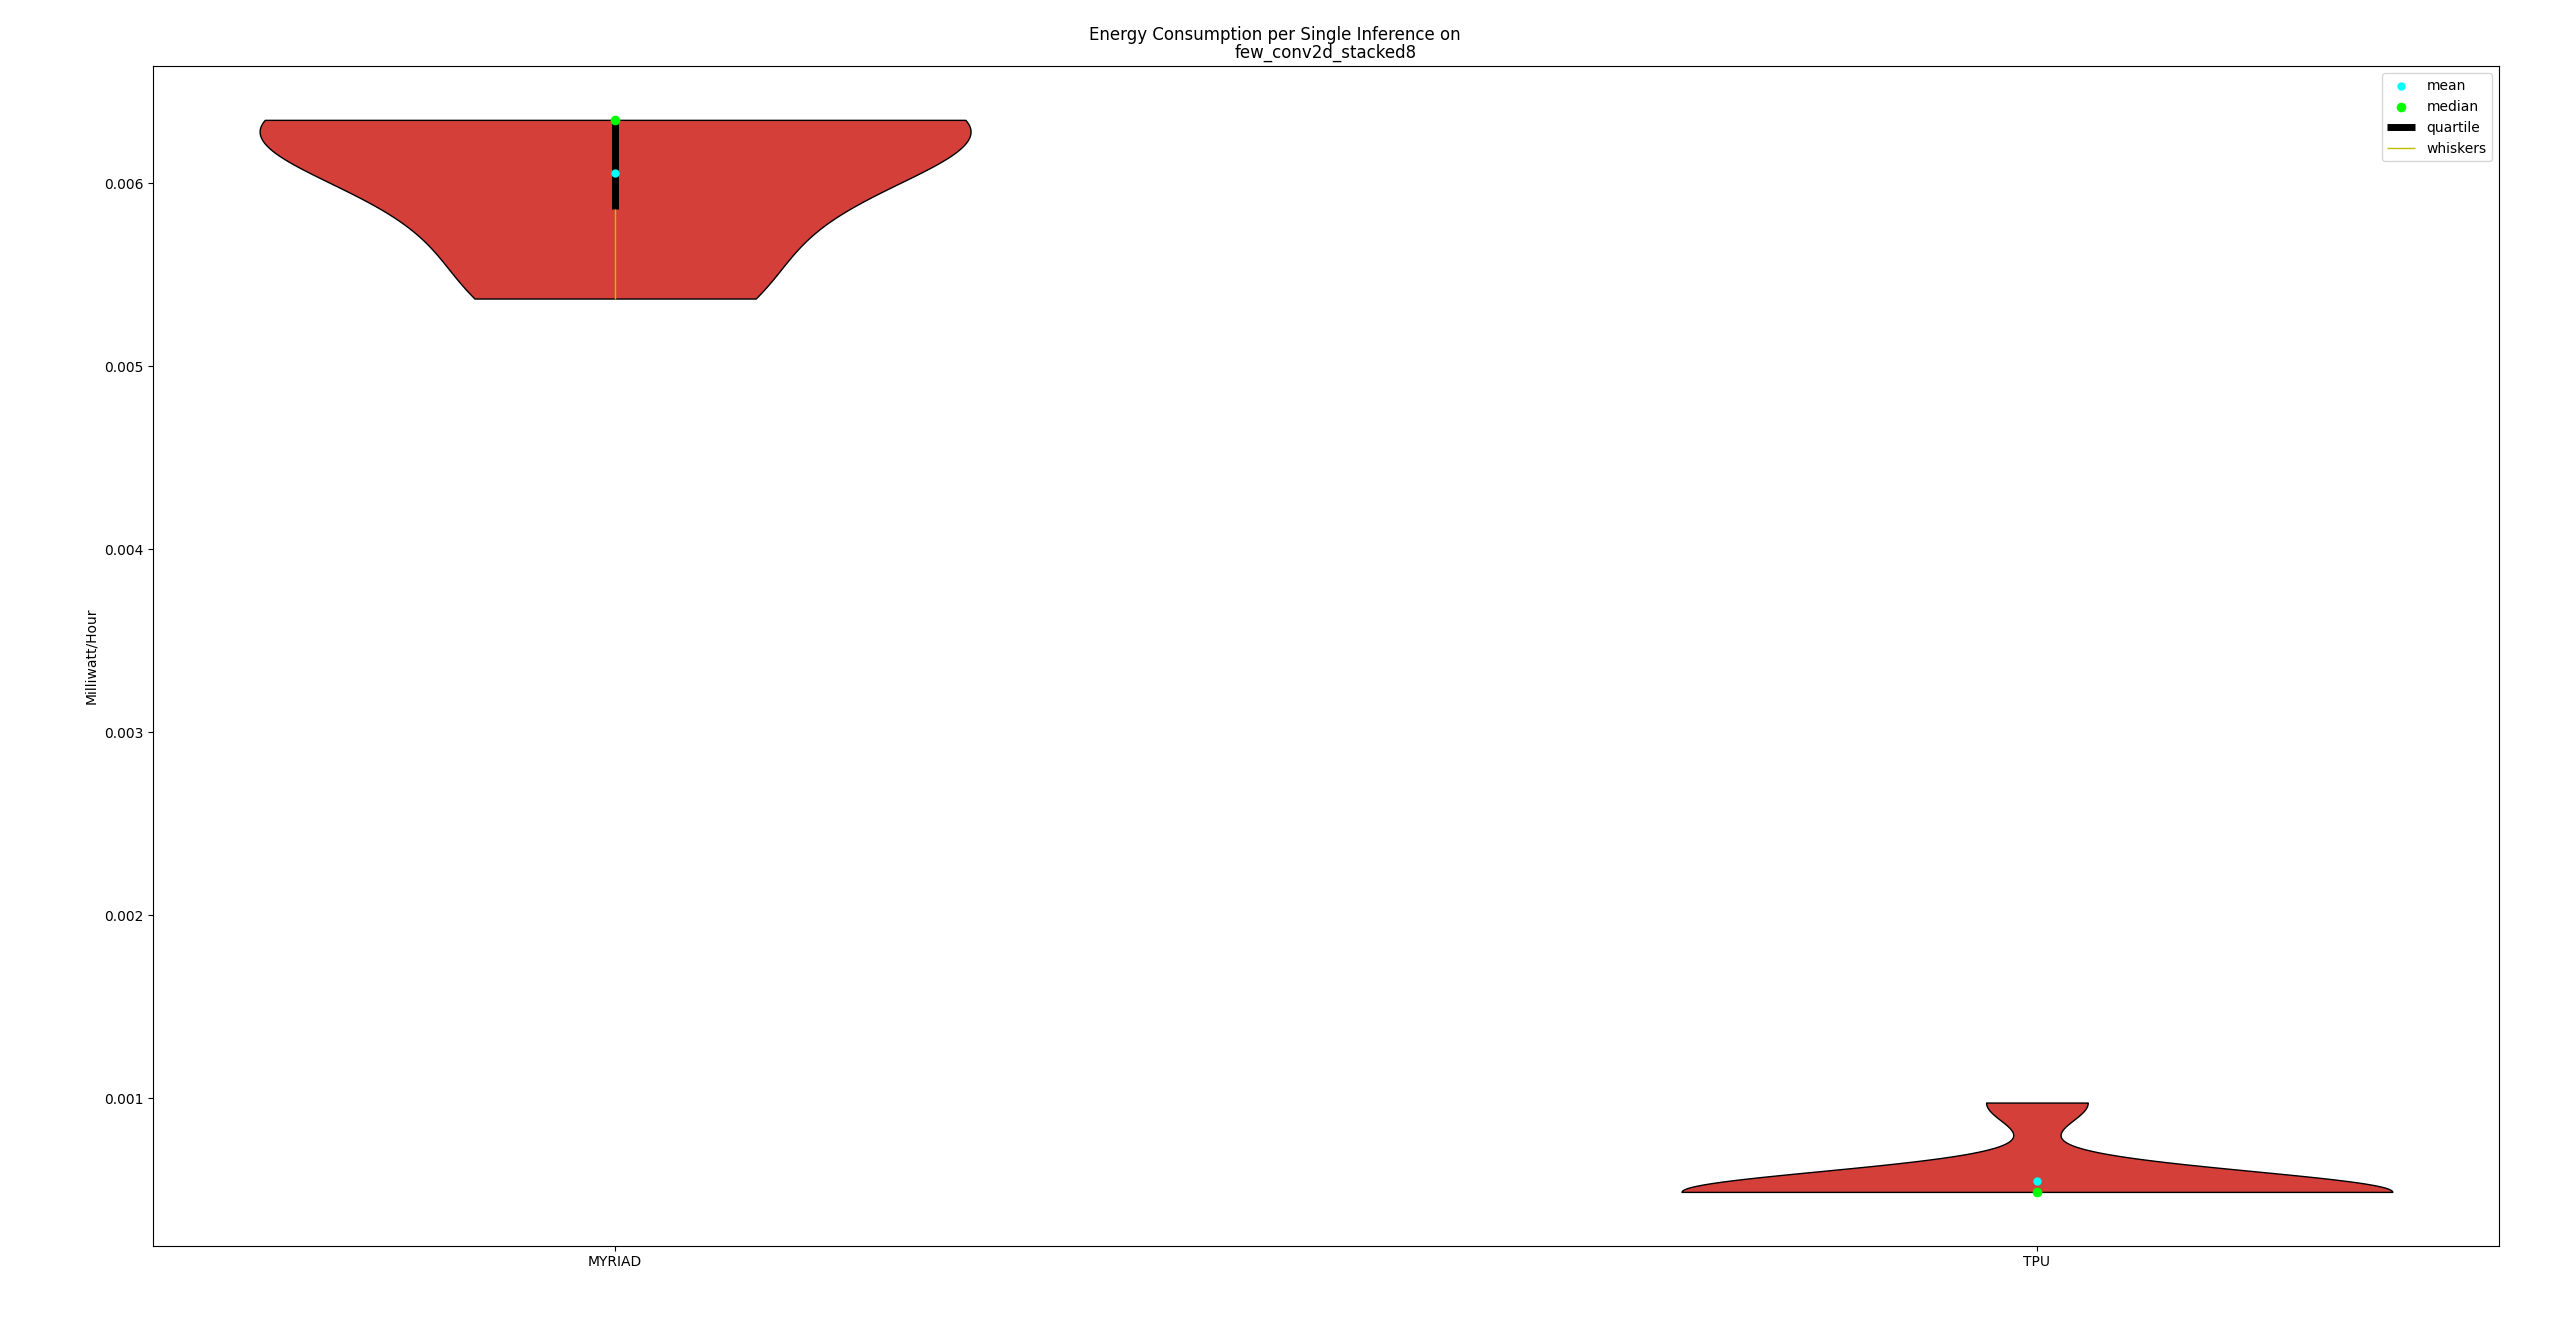 Energy Consumption per Single Inference on
few_conv2d_stacked8
mean
median
quartile
whiskers
0.006
0.005
0.004
0.003
0.002
0.001
Milliwatt/Hour
MYRIAD
TPU